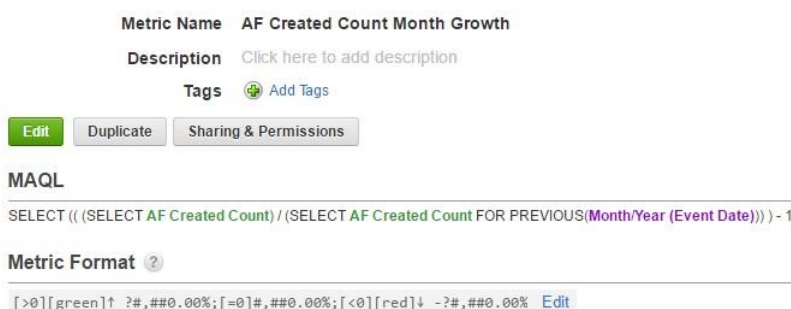 Metric Name AF Created Count Month Growth
Description Click here to add description
Tags Add Tags
Edit Duplicate Sharing & Permissions
MAQL
SELECT (( (SELECT AF Created Count) / (SELECT AF Created Count FOR PREVIOUS(Month/Year (Event Date))) ) - 1
Metric Format ?
[>0][green]↑ ?#,##0.00%;[=0]#,##0.00%;[<0][red]↓ -?#,##0.00% Edit